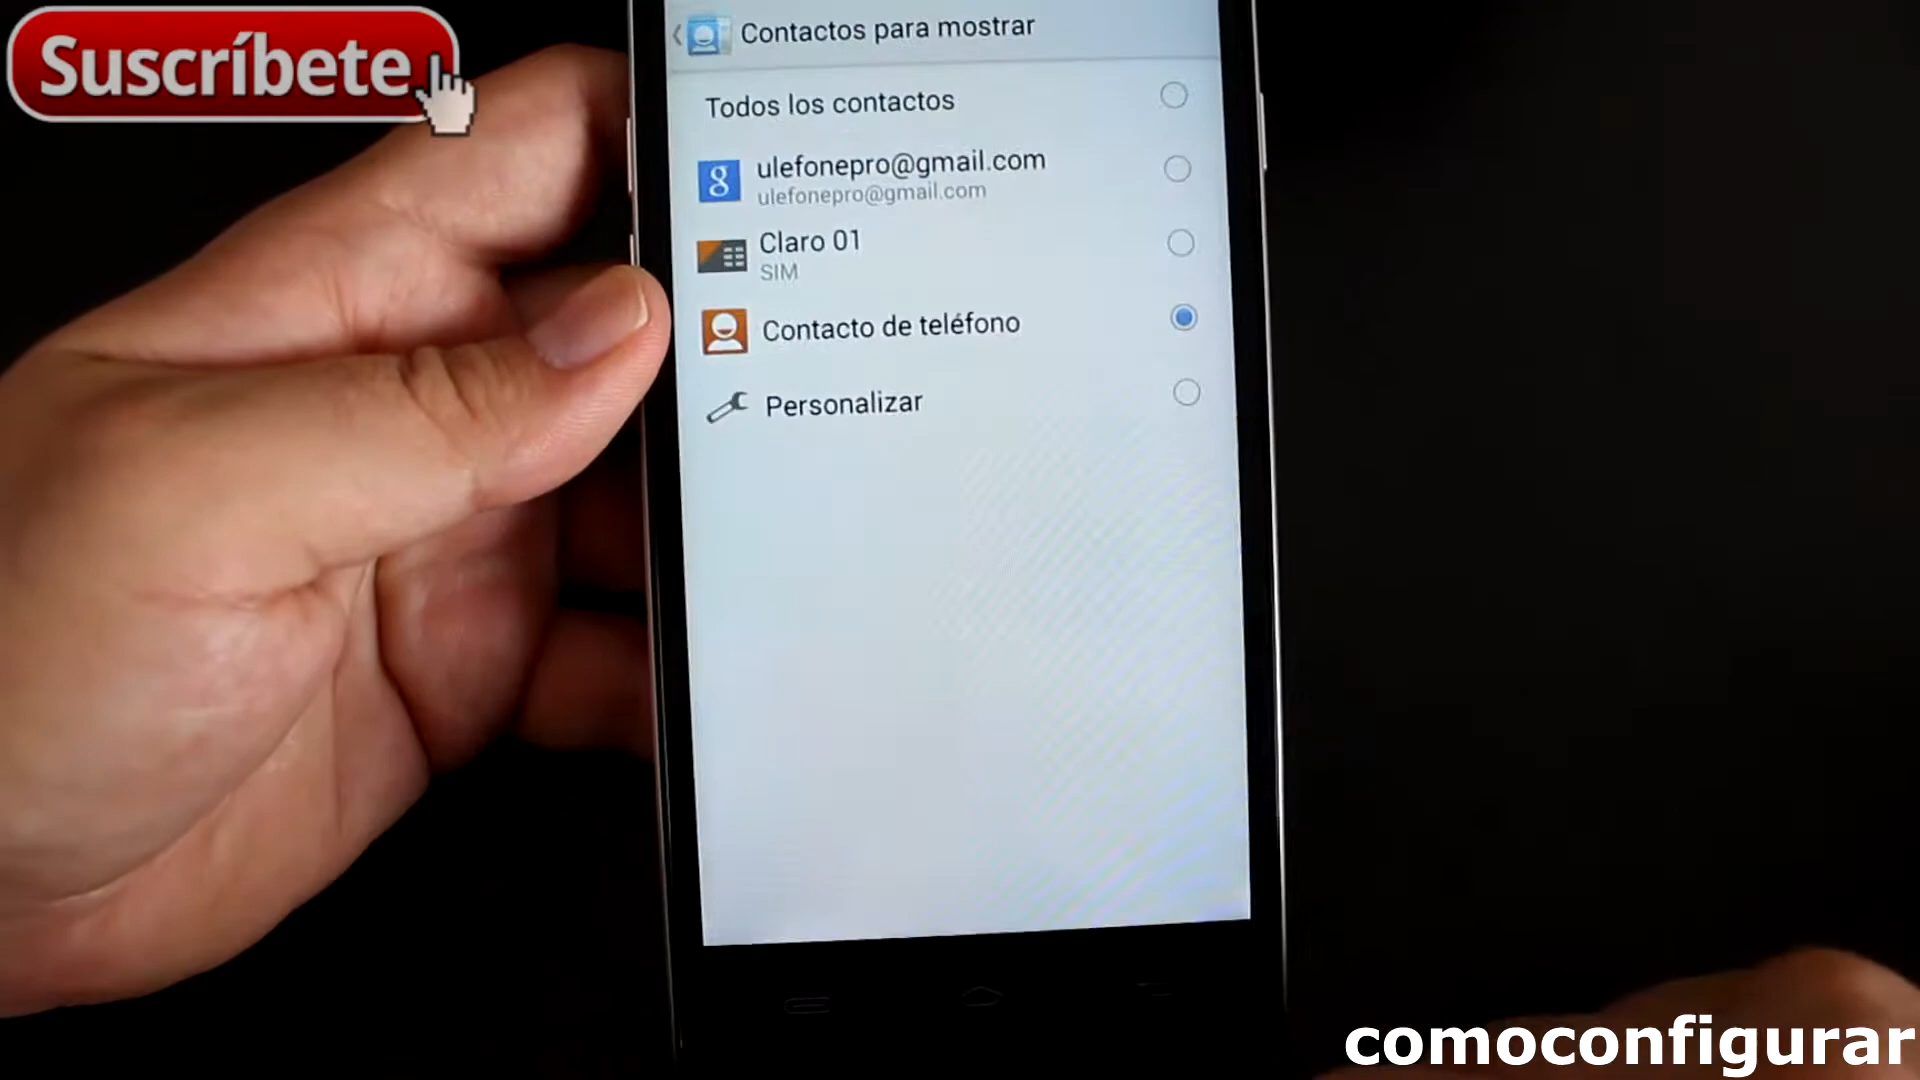 Suscríbete
Contactos para mostrar
Todos los contactos
g
ulefonepro@gmail.com
ulefonepro@gmail.com
Claro 01
SIM
Contacto de teléfono
Personalizar
comoconfigurar